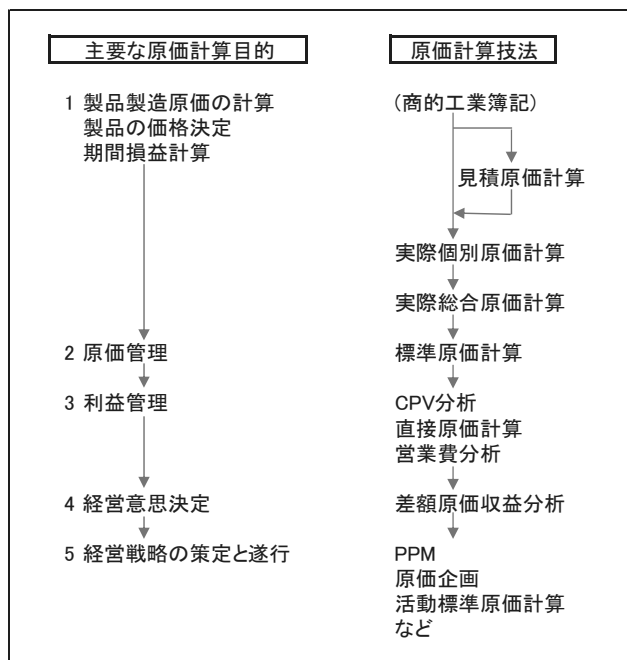 主要な原価計算目的
原価計算技法
1 製品製造原価の計算
製品の価格決定
期間損益計算
(商的工業簿記)
見積原価計算
実際個別原価計算
実際総合原価計算
2 原価管理
標準原価計算
3 利益管理
CPV分析
直接原価計算
営業費分析
4 経営意思決定
差額原価収益分析
5 経営戦略の策定と遂行
PPM
原価企画
活動標準原価計算
など